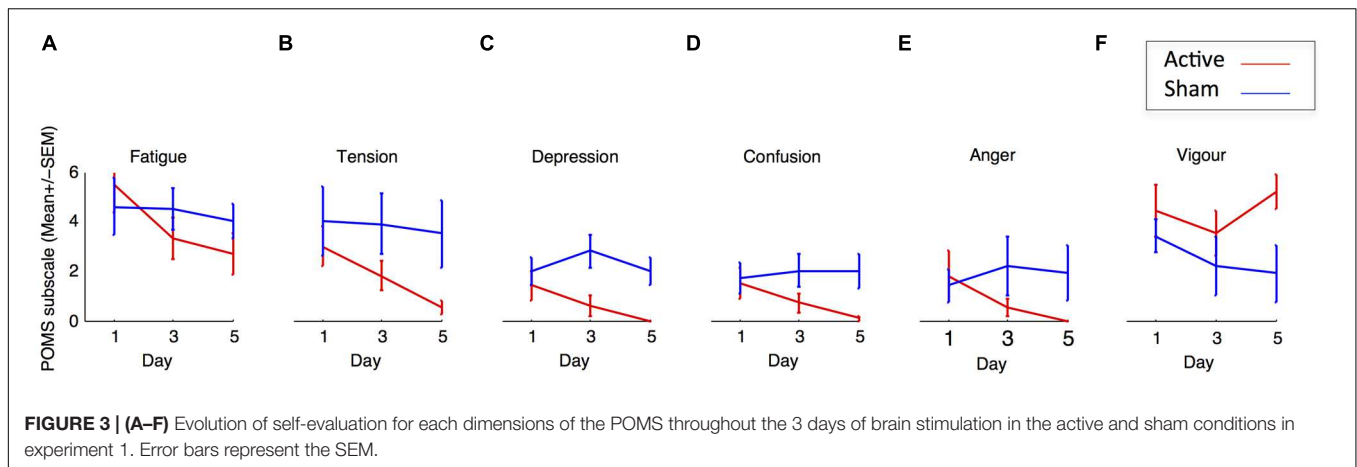 A B C D E F
Active
Sham
Fatigue Tension Depression Confusion Anger Vigour
POMS subscale (Mean+/−SEM)
6
4
2
0
1 3 5 1 3 5 1 3 5 1 3 5 1 3 5 1 3 5
Day Day Day Day Day Day
FIGURE 3 | (A–F) Evolution of self-evaluation for each dimensions of the POMS throughout the 3 days of brain stimulation in the active and sham conditions in
experiment 1. Error bars represent the SEM.